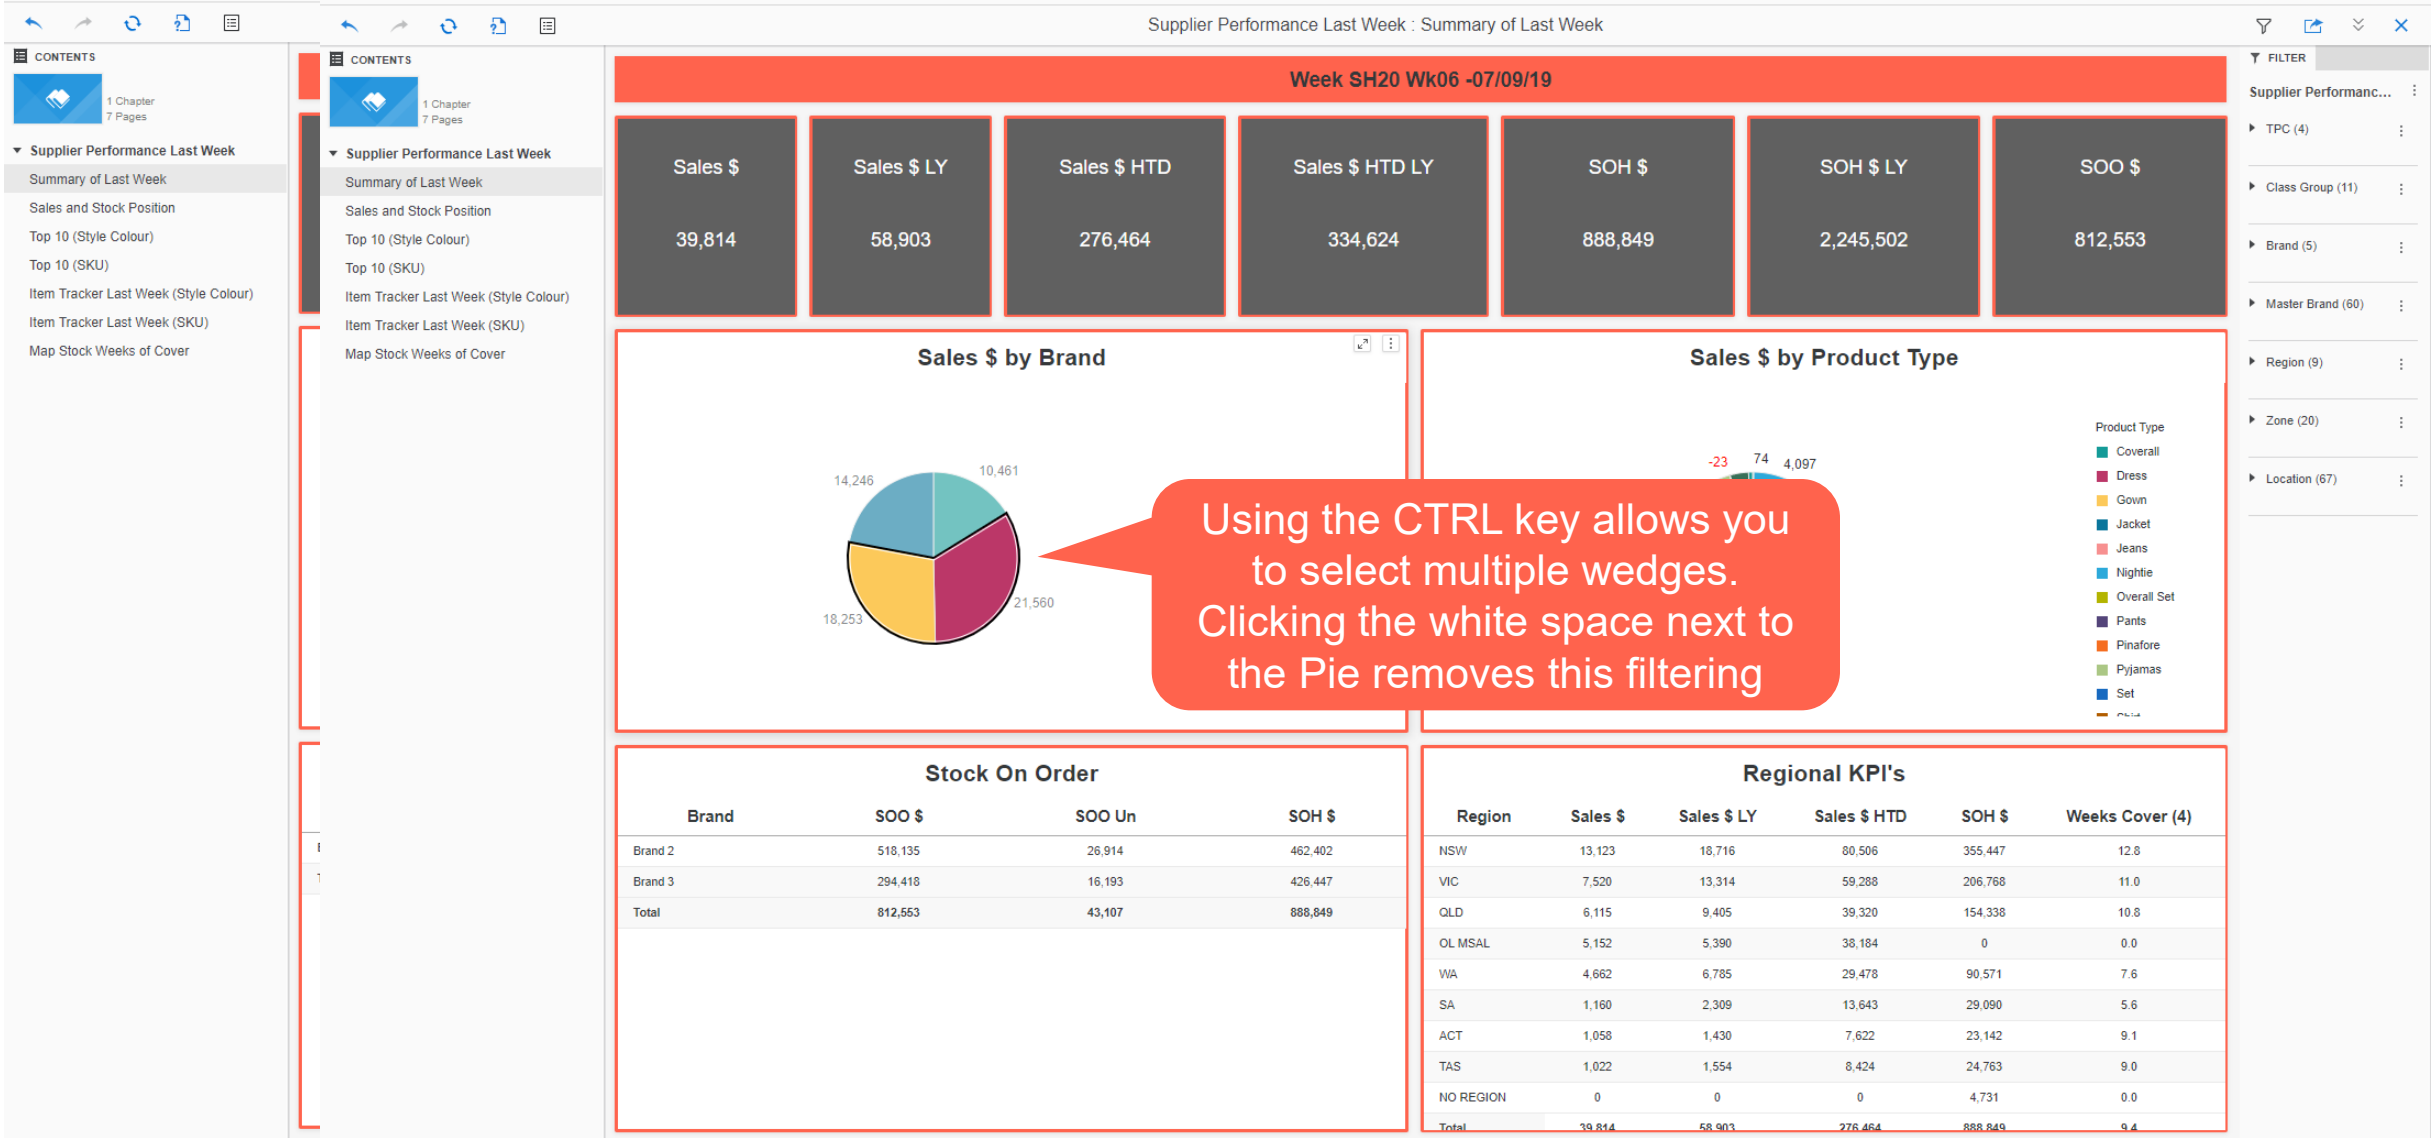 CONTENTS
1 Chapter
7 Pages
Supplier Performance Last Week
Summary of Last Week
Sales and Stock Position
Top 10 (Style Colour)
Top 10 (SKU)
Item Tracker Last Week (Style Colour)
Item Tracker Last Week (SKU)
Map Stock Weeks of Cover
Supplier Performance Last Week : Summary of Last Week
CONTENTS
1 Chapter
7 Pages
Supplier Performance Last Week
Summary of Last Week
Sales and Stock Position
Top 10 (Style Colour)
Top 10 (SKU)
Item Tracker Last Week (Style Colour)
Item Tracker Last Week (SKU)
Map Stock Weeks of Cover
Week SH20 Wk06 -07/09/19
Sales $ Sales $ LY Sales $ HTD Sales $ HTD LY SOH $ SOH $ LY SOO $
39,814 58,903 276,464 334,624 888,849 2,245,502 812,553
Sales $ by Brand
14,246
10,461
21,560
18,253
Sales $ by Product Type
-23 74 4,097
Product Type
Coverall
Dress
Gown
Jacket
Jeans
Nightie
Overall Set
Pants
Pinafore
Pyjamas
Set
Using the CTRL key allows you
to select multiple wedges.
Clicking the white space next to
the Pie removes this filtering
Stock On Order
Brand SOO $ SOO Un SOH $
Brand 2 518,135 26,914 462,402
Brand 3 294,418 16,193 426,447
Total 812,553 43,107 888,849
Regional KPI's
Region Sales $ Sales $ LY Sales $ HTD SOH $ Weeks Cover (4)
NSW 13,123 18,716 80,506 355,447 12.8
VIC 7,520 13,314 59,288 206,768 11.0
QLD 6,115 9,405 39,320 154,338 10.8
OL MSAL 5,152 5,390 38,184 0 0.0
WA 4,662 6,785 29,478 90,571 7.6
SA 1,160 2,309 13,643 29,090 5.6
ACT 1,058 1,430 7,622 23,142 9.1
TAS 1,022 1,554 8,424 24,763 9.0
NO REGION 0 0 0 4,731 0.0
Total 39,814 58,903 276,464 888,849 9.4
FILTER
Supplier Performanc...
TPC (4)
Class Group (11)
Brand (5)
Master Brand (60)
Region (9)
Zone (20)
Location (67)